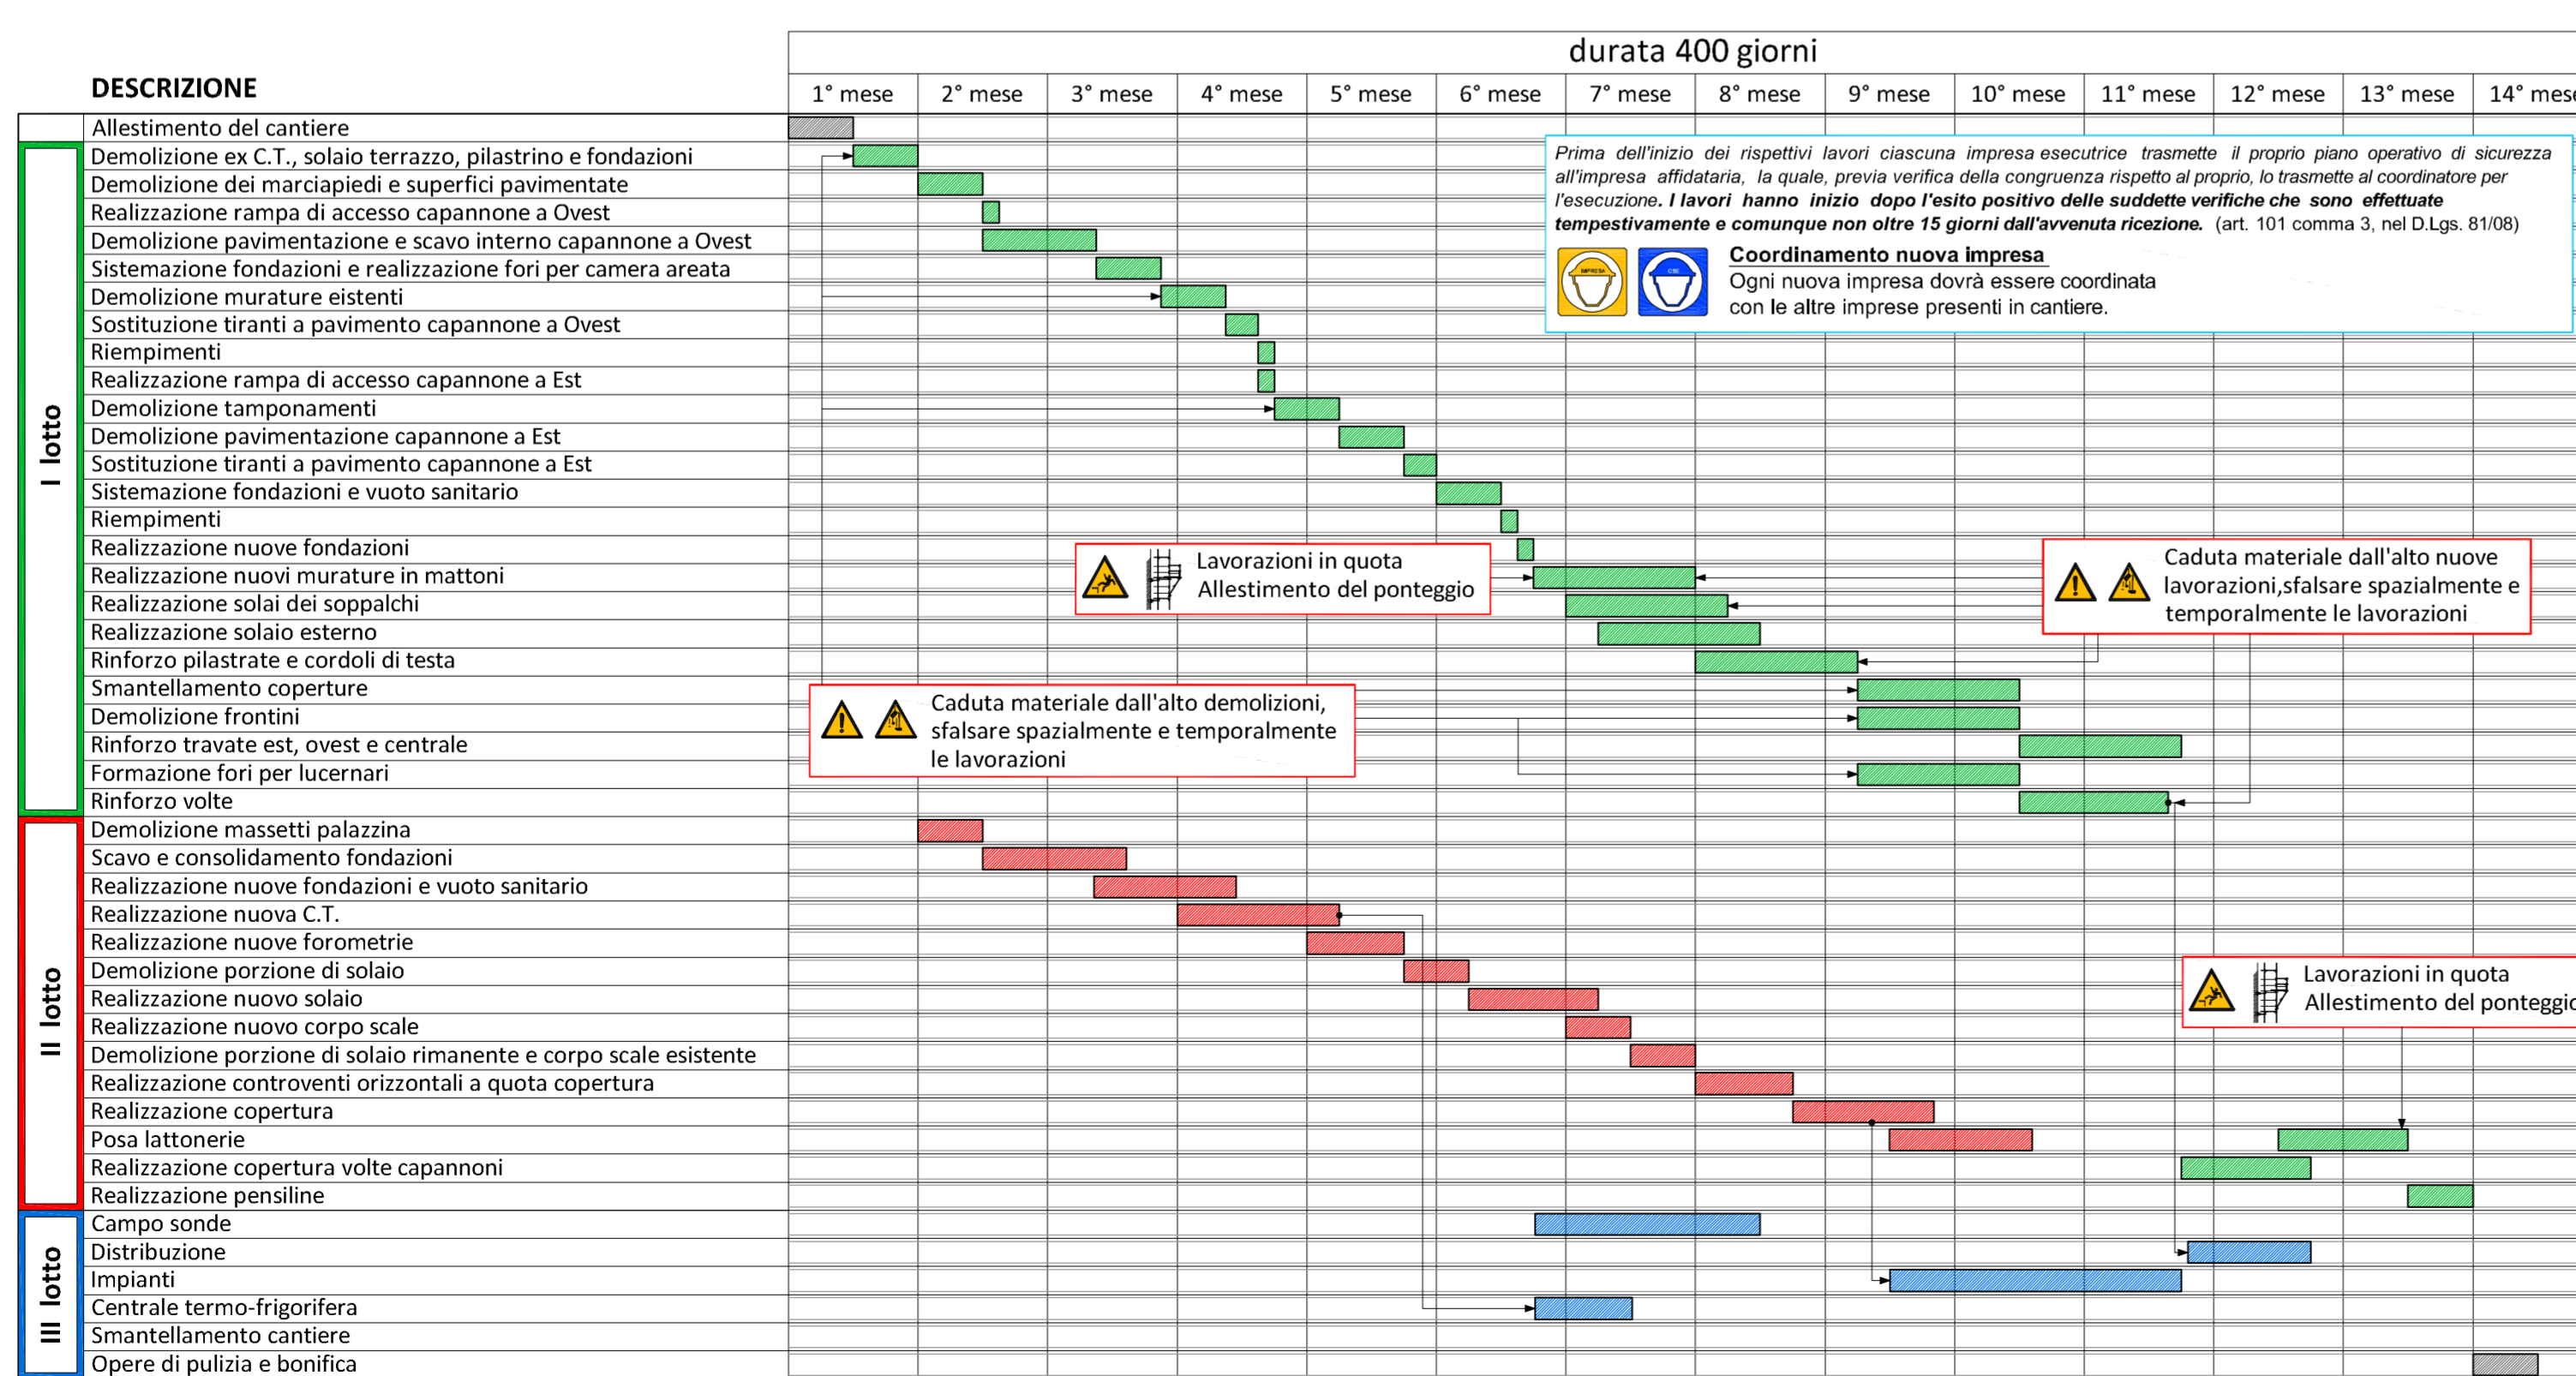 durata 400 giorni
DESCRIZIONE
1° mese 2° mese 3° mese 4° mese 5° mese 6° mese 7° mese 8° mese 9° mese 10° mese 11° mese 12° mese 13° mese 14° mese
Allestimento del cantiere
I lotto
Demolizione ex C.T., solaio terrazzo, pilastrino e fondazioni
Demolizione dei marciapiedi e superfici pavimentate
Realizzazione rampa di accesso capannone a Ovest
Demolizione pavimentazione e scavo interno capannone a Ovest
Sistemazione fondazioni e realizzazione fori per camera areata
Demolizione murature eistenti
Sostituzione tiranti a pavimento capannone a Ovest
Riempimenti
Realizzazione rampa di accesso capannone a Est
Demolizione tamponamenti
Demolizione pavimentazione capannone a Est
Sostituzione tiranti a pavimento capannone a Est
Sistemazione fondazioni e vuoto sanitario
Riempimenti
Realizzazione nuove fondazioni
Realizzazione nuovi murature in mattoni
Realizzazione solai dei soppalchi
Realizzazione solaio esterno
Rinforzo pilastrate e cordoli di testa
Smantellamento coperture
Demolizione frontini
Rinforzo travate est, ovest e centrale
Formazione fori per lucernari
Rinforzo volte
II lotto
Demolizione massetti palazzina
Scavo e consolidamento fondazioni
Realizzazione nuove fondazioni e vuoto sanitario
Realizzazione nuova C.T.
Realizzazione nuove forometrie
Demolizione porzione di solaio
Realizzazione nuovo solaio
Realizzazione nuovo corpo scale
Demolizione porzione di solaio rimanente e corpo scale esistente
Realizzazione controventi orizzontali a quota copertura
Realizzazione copertura
Posa lattonerie
Realizzazione copertura volte capannoni
Realizzazione pensiline
III lotto
Campo sonde
Distribuzione
Impianti
Centrale termo-frigorifera
Smantellamento cantiere
Opere di pulizia e bonifica
Prima dell'inizio dei rispettivi lavori ciascuna impresa esecutrice trasmette il proprio piano operativo di sicurezza
all'impresa affidataria, la quale, previa verifica della congruenza rispetto al proprio, lo trasmette al coordinatore per
l'esecuzione. I lavori hanno inizio dopo l'esito positivo delle suddette verifiche che sono effettuate
tempestivamente e comunque non oltre 15 giorni dall'avvenuta ricezione. (art. 101 comma 3, nel D.Lgs. 81/08)
IMPRESA
CSE
Coordinamento nuova impresa
Ogni nuova impresa dovrà essere coordinata
con le altre imprese presenti in cantiere.
Lavorazioni in quota
Allestimento del ponteggio
Caduta materiale dall'alto nuove
lavorazioni,sfalsare spazialmente e
temporalmente le lavorazioni
Caduta materiale dall'alto demolizioni,
sfalsare spazialmente e temporalmente
le lavorazioni
Lavorazioni in quota
Allestimento del ponteggio